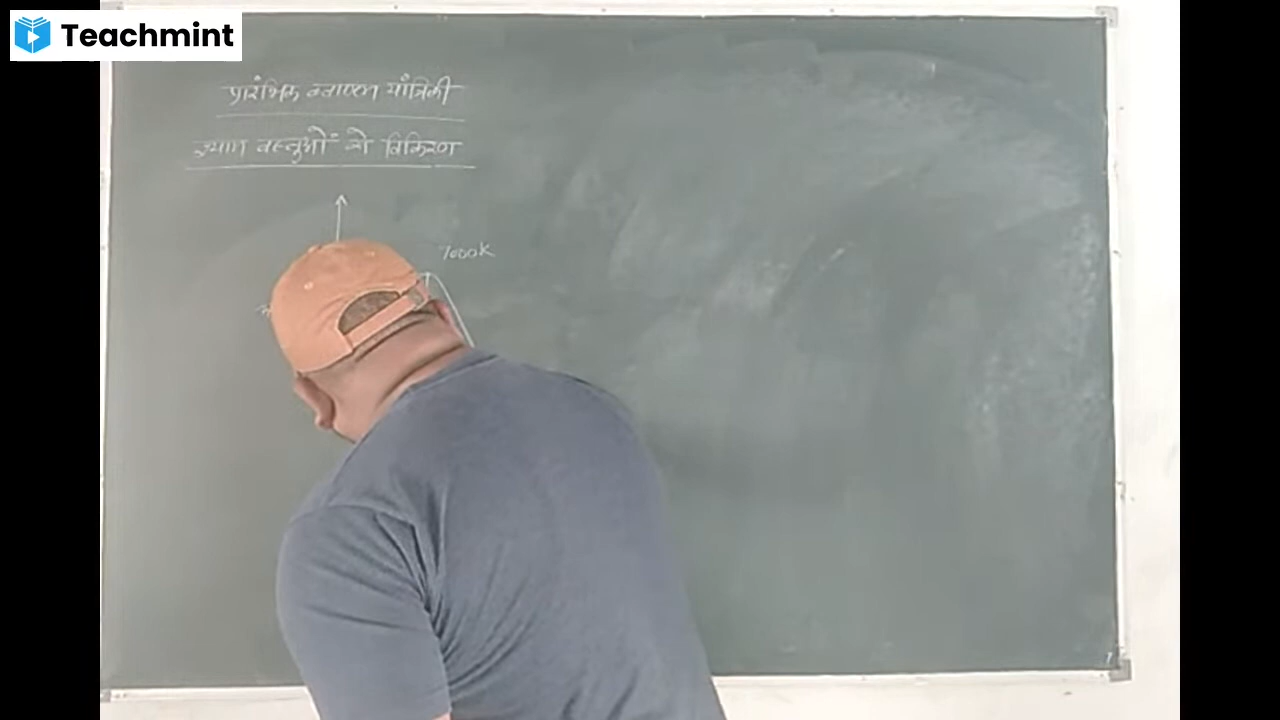 Teachmint
प्रारंभिक क्वाण्टम यांत्रिकी
श्याम वस्तुओं से विकिरण
7000K